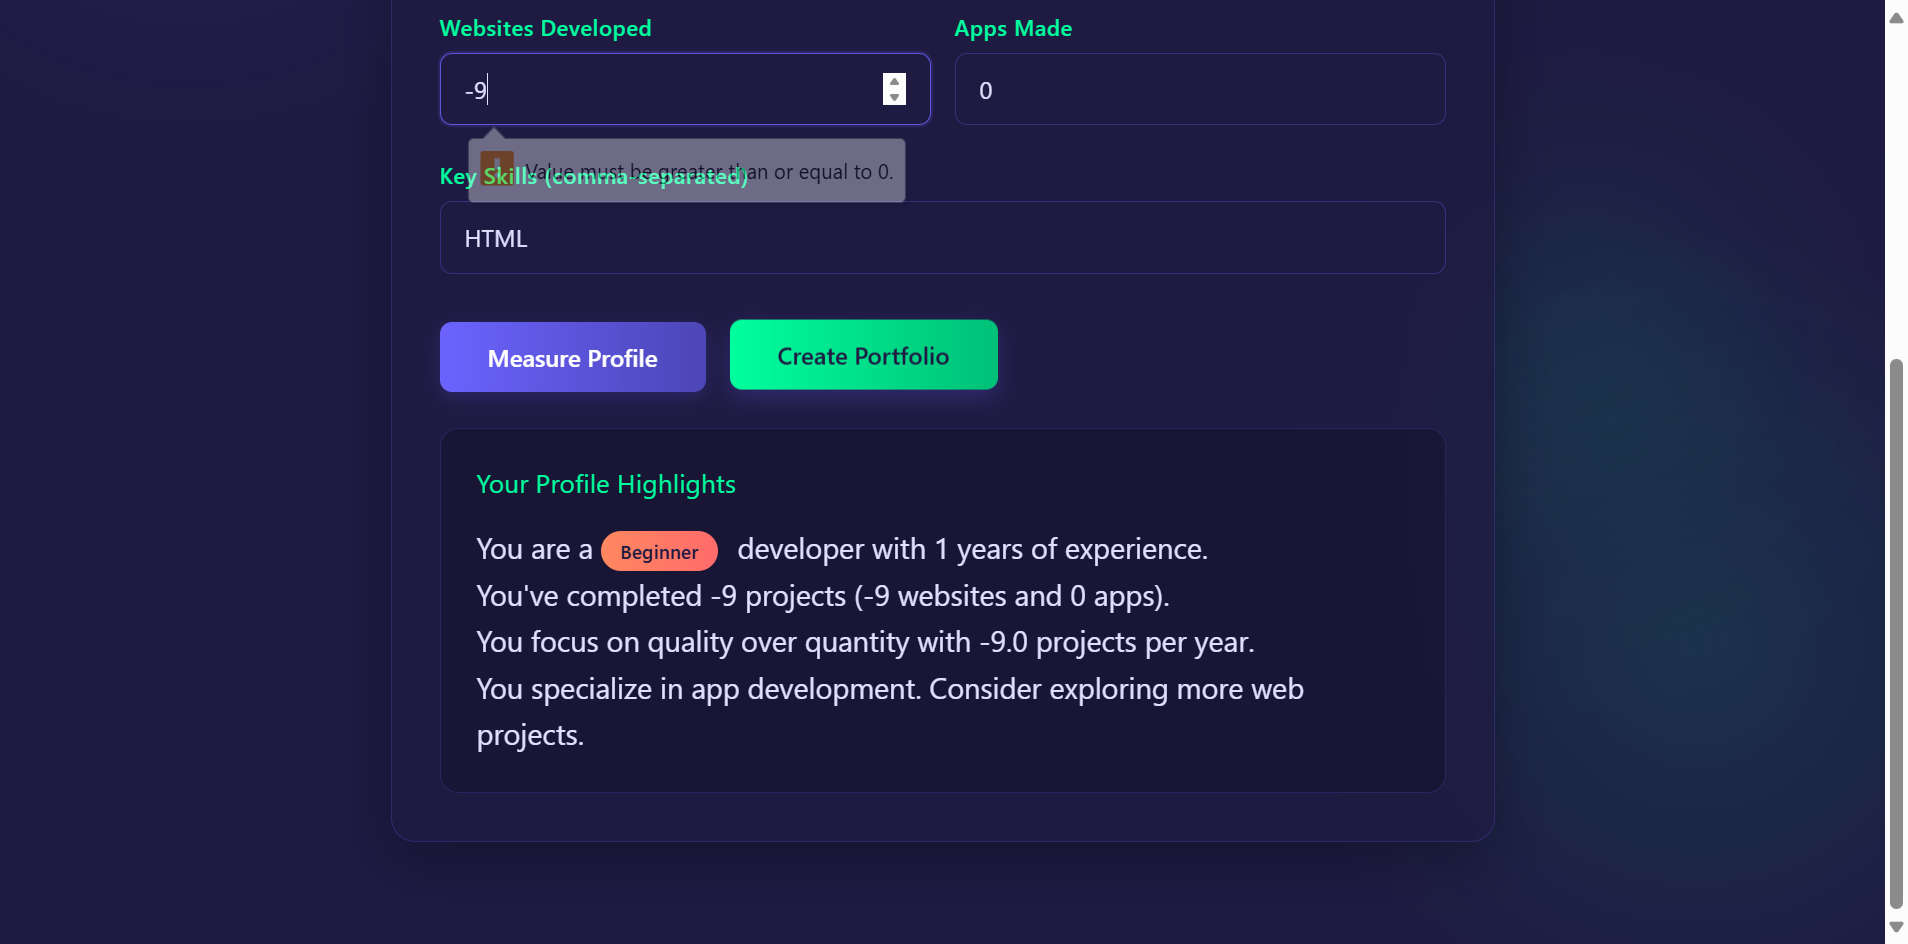 Websites Developed
Apps Made
-9
0
Value must be greater than or equal to 0.
Key Skills (comma-separated)
HTML
Measure Profile
Create Portfolio
Your Profile Highlights
You are a Beginner developer with 1 years of experience.
You've completed -9 projects (-9 websites and 0 apps).
You focus on quality over quantity with -9.0 projects per year.
You specialize in app development. Consider exploring more web
projects.